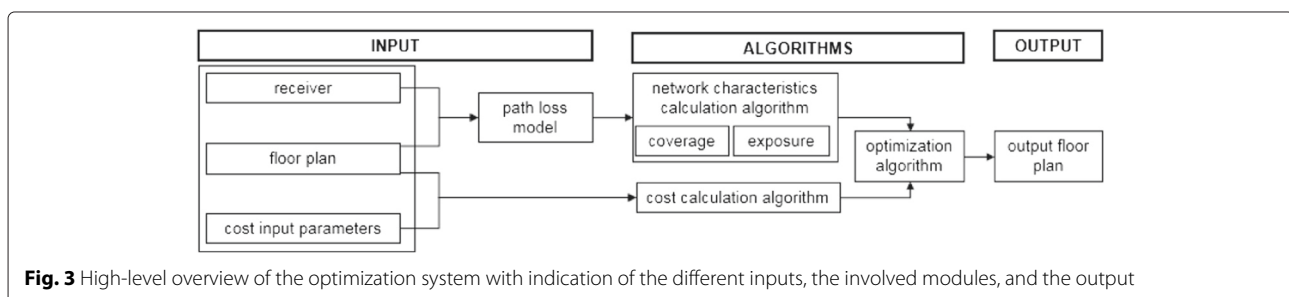 INPUT
ALGORITHMS
OUTPUT
receiver
floor plan
cost input parameters
path loss
model
network characteristics
calculation algorithm
coverage
exposure
cost calculation algorithm
optimization
algorithm
output floor
plan
Fig. 3 High-level overview of the optimization system with indication of the different inputs, the involved modules, and the output